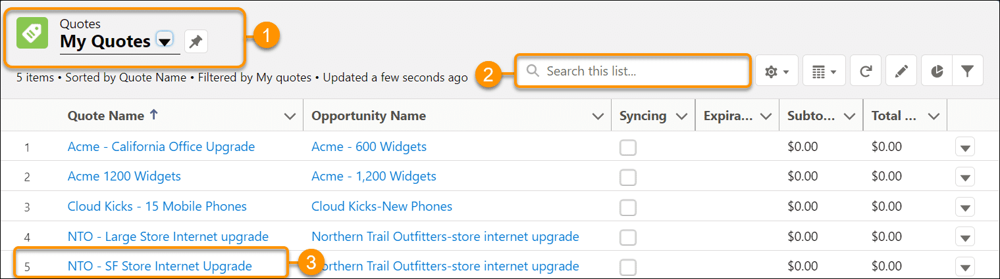 Quotes
My Quotes
1
5 items • Sorted by Quote Name • Filtered by My quotes • Updated a few seconds ago
2
Search this list...
Quote Name ↑ Opportunity Name Syncing Expira... Subto... Total ...
1 Acme - California Office Upgrade Acme - 600 Widgets $0.00 $0.00
2 Acme 1200 Widgets Acme - 1,200 Widgets $0.00 $0.00
3 Cloud Kicks - 15 Mobile Phones Cloud Kicks-New Phones $0.00 $0.00
4 NTO - Large Store Internet upgrade Northern Trail Outfitters-store internet upgrade $0.00 $0.00
5 NTO - SF Store Internet Upgrade 3 orthern Trail Outfitters-store internet upgrade $0.00 $0.00